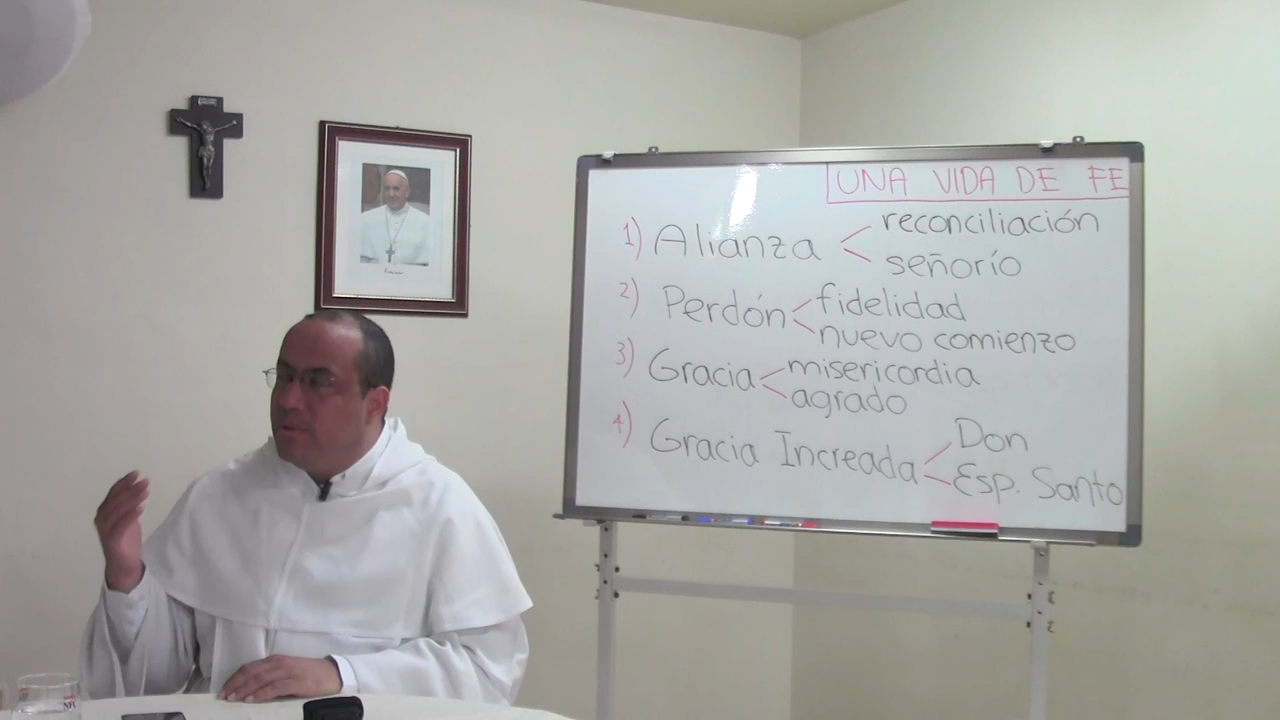 UNA VIDA DE FE
1) Alianza < reconciliación
señorío
2) Perdón < fidelidad
nuevo comienzo
3) Gracia < misericordia
agrado
4) Gracia Increada < Don
Esp. Santo